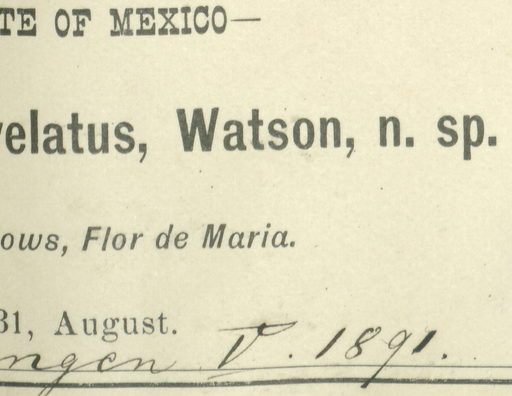 TE OF MEXICO—
velatus, Watson, n. sp.
ows, Flor de Maria.
31, August.
ngen V. 1891.